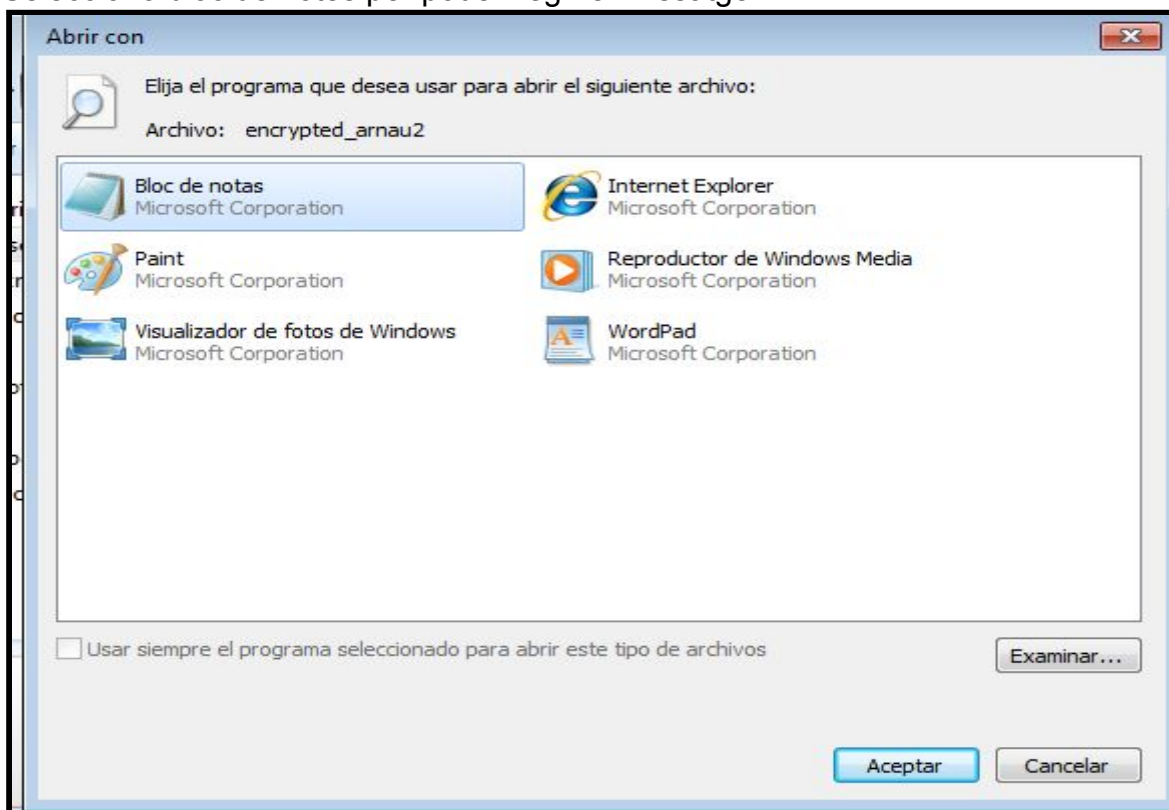 Abrir con
Elija el programa que desea usar para abrir el siguiente archivo:
Archivo: encrypted_arnau2
Bloc de notas
Microsoft Corporation
Internet Explorer
Microsoft Corporation
Paint
Microsoft Corporation
Reproductor de Windows Media
Microsoft Corporation
Visualizador de fotos de Windows
Microsoft Corporation
WordPad
Microsoft Corporation
Usar siempre el programa seleccionado para abrir este tipo de archivos
Examinar...
Aceptar
Cancelar